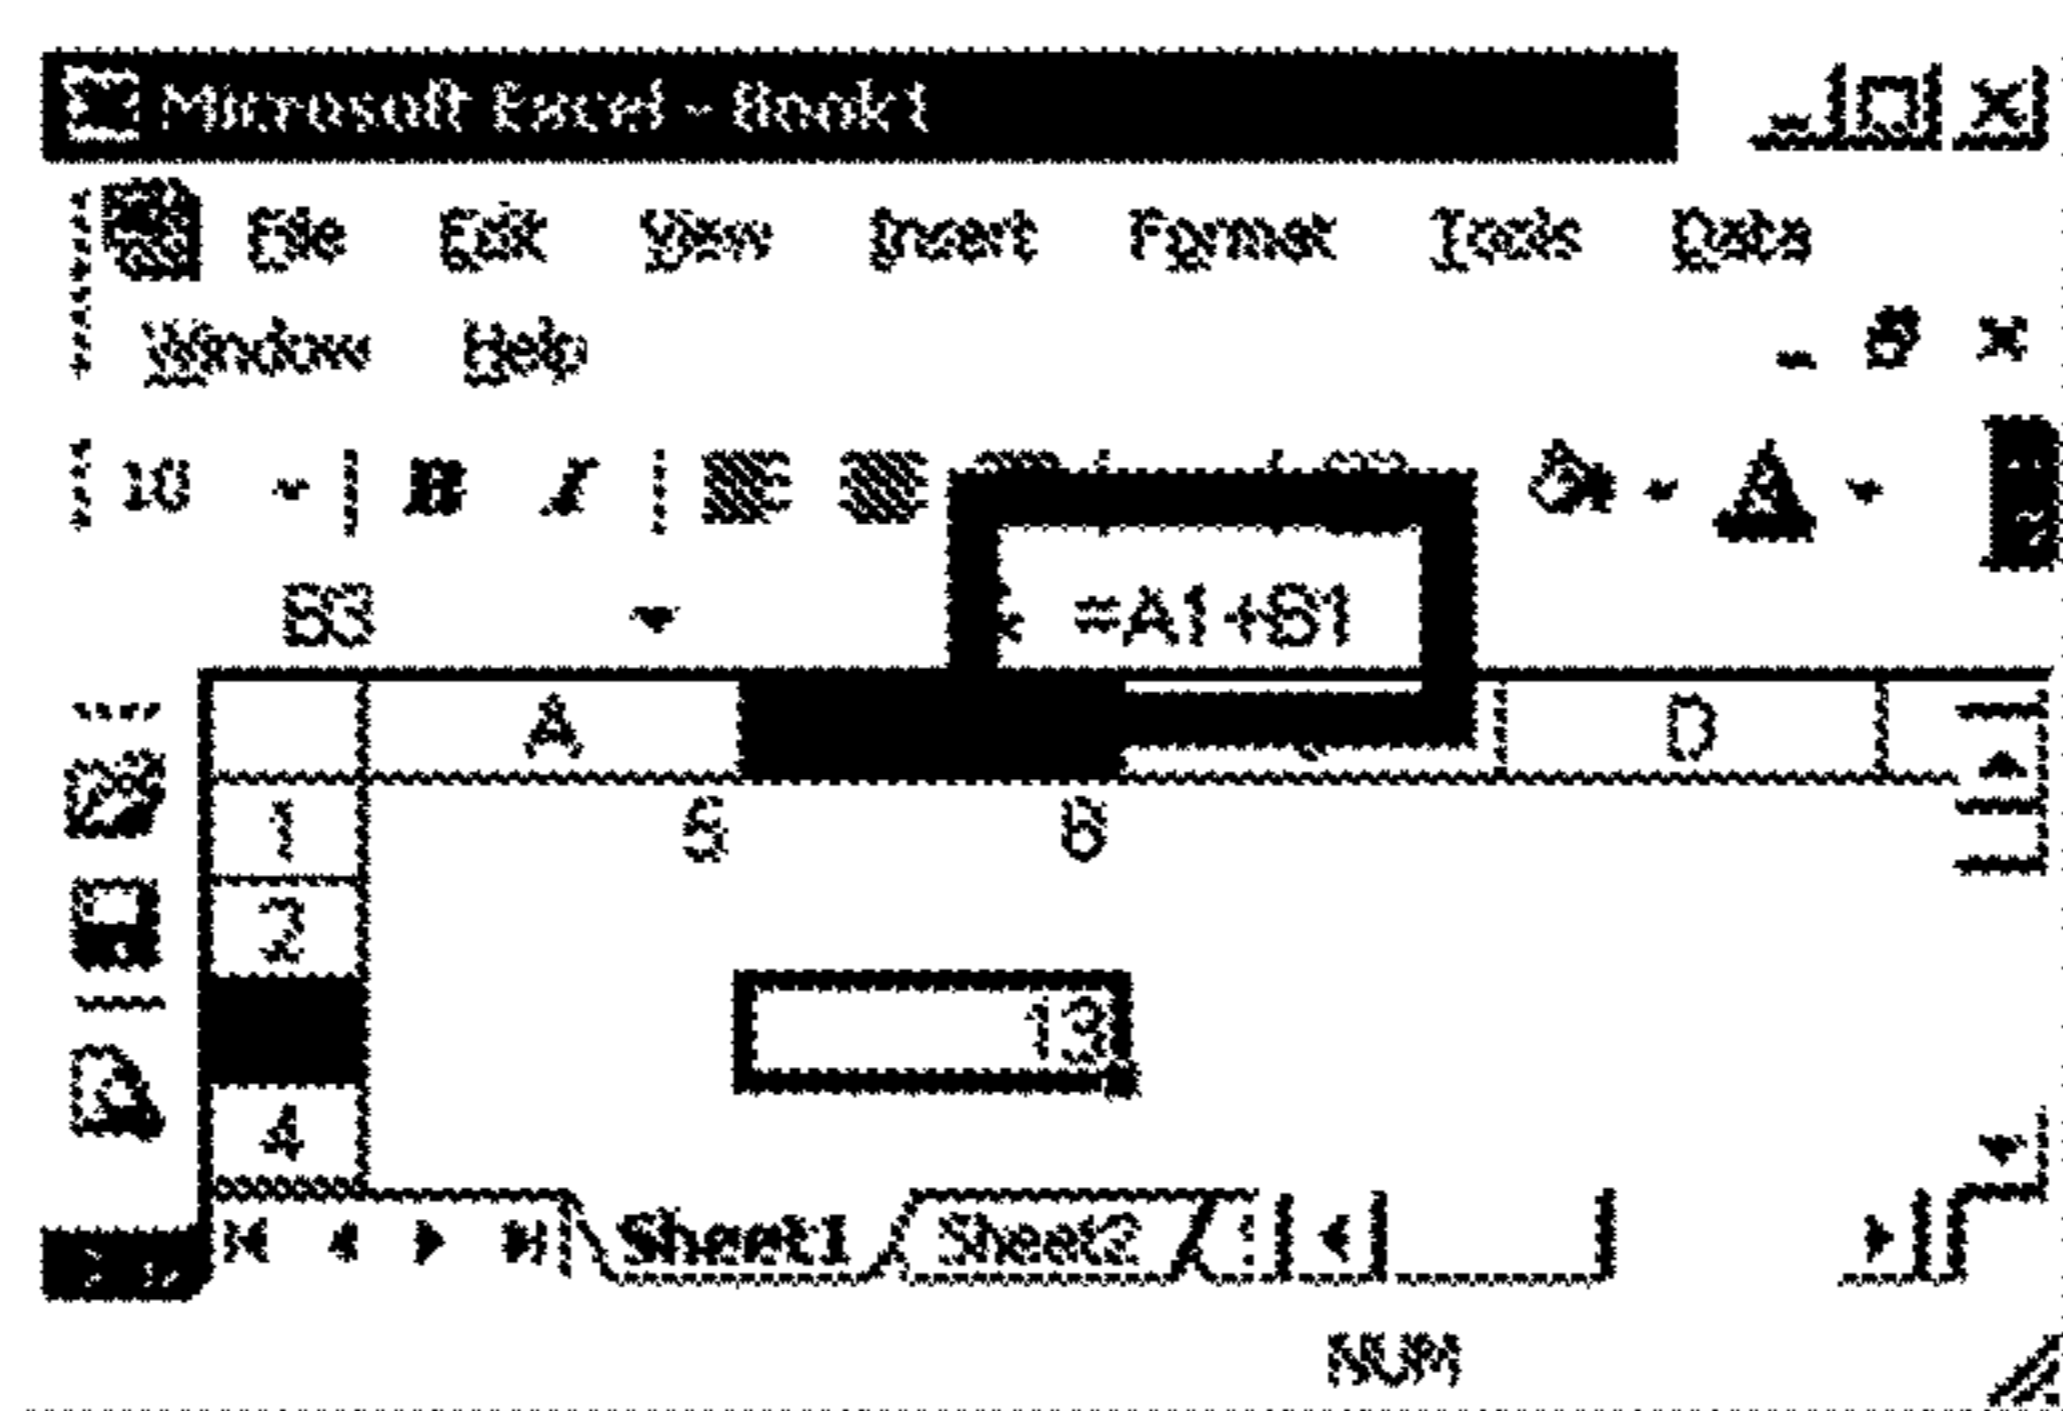 Microsoft Excel - Book1
File Edit View Insert Format Tools Data
Window Help
10 B I A
B3 =A1+B1
A D
1 5 8
2
13
4
Sheet1 Sheet2
NUM